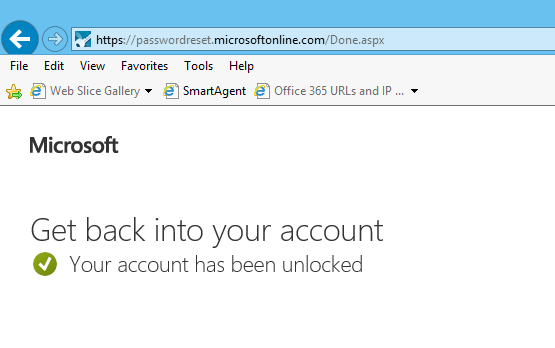 https://passwordreset.microsoftonline.com/Done.aspx
File Edit View Favorites Tools Help
Web Slice Gallery SmartAgent Office 365 URLs and IP ...
Microsoft
Get back into your account
Your account has been unlocked